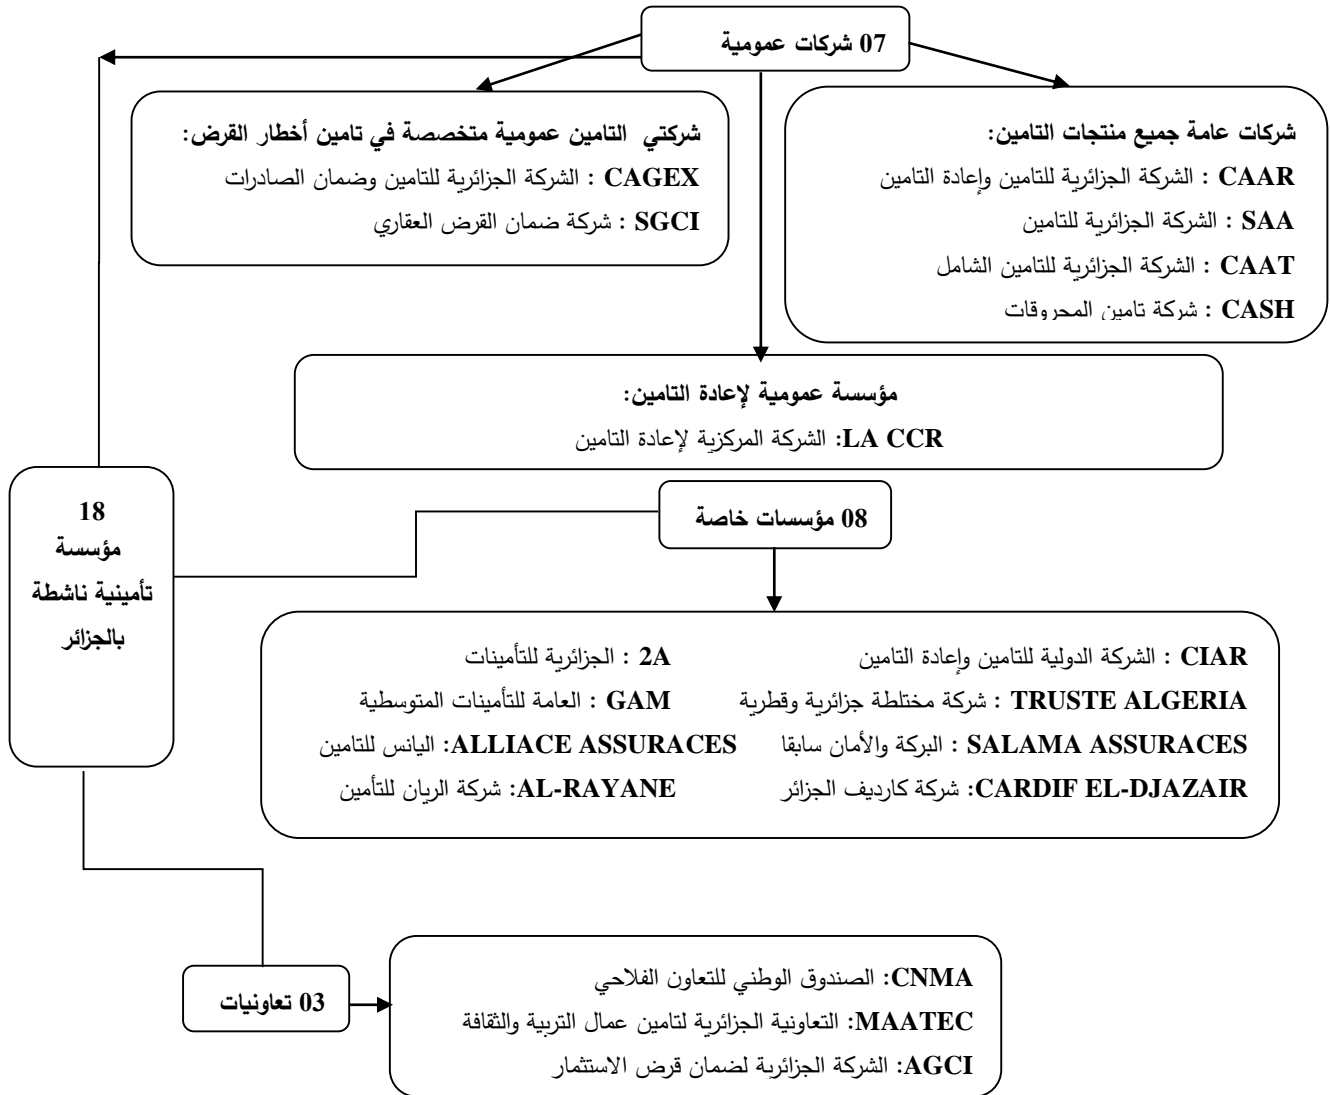 07 شركات عمومية
شركات عامة جميع منتجات التامين:
CAAR : الشركة الجزائرية للتامين وإعادة التامين
SAA : الشركة الجزائرية للتامين
CAAT : الشركة الجزائرية للتامين الشامل
CASH : شركة تامين المحروقات
شركتي التامين عمومية متخصصة في تامين أخطار القرض:
CAGEX : الشركة الجزائرية للتامين وضمان الصادرات
SGCI : شركة ضمان القرض العقاري
مؤسسة عمومية لإعادة التامين:
LA CCR: الشركة المركزية لإعادة التامين
18
مؤسسة
تأمينية ناشطة
بالجزائر
08 مؤسسات خاصة
CIAR : الشركة الدولية للتامين وإعادة التامين 2A : الجزائرية للتأمينات
TRUSTE ALGERIA : شركة مختلطة جزائرية وقطرية GAM : العامة للتأمينات المتوسطية
SALAMA ASSURACES : البركة والأمان سابقا ALLIACE ASSURACES: اليانس للتامين
CARDIF EL-DJAZAIR: شركة كارديف الجزائر AL-RAYANE: شركة الريان للتأمين
03 تعاونيات
CNMA: الصندوق الوطني للتعاون الفلاحي
MAATEC: التعاونية الجزائرية لتامين عمال التربية والثقافة
AGCI: الشركة الجزائرية لضمان قرض الاستثمار